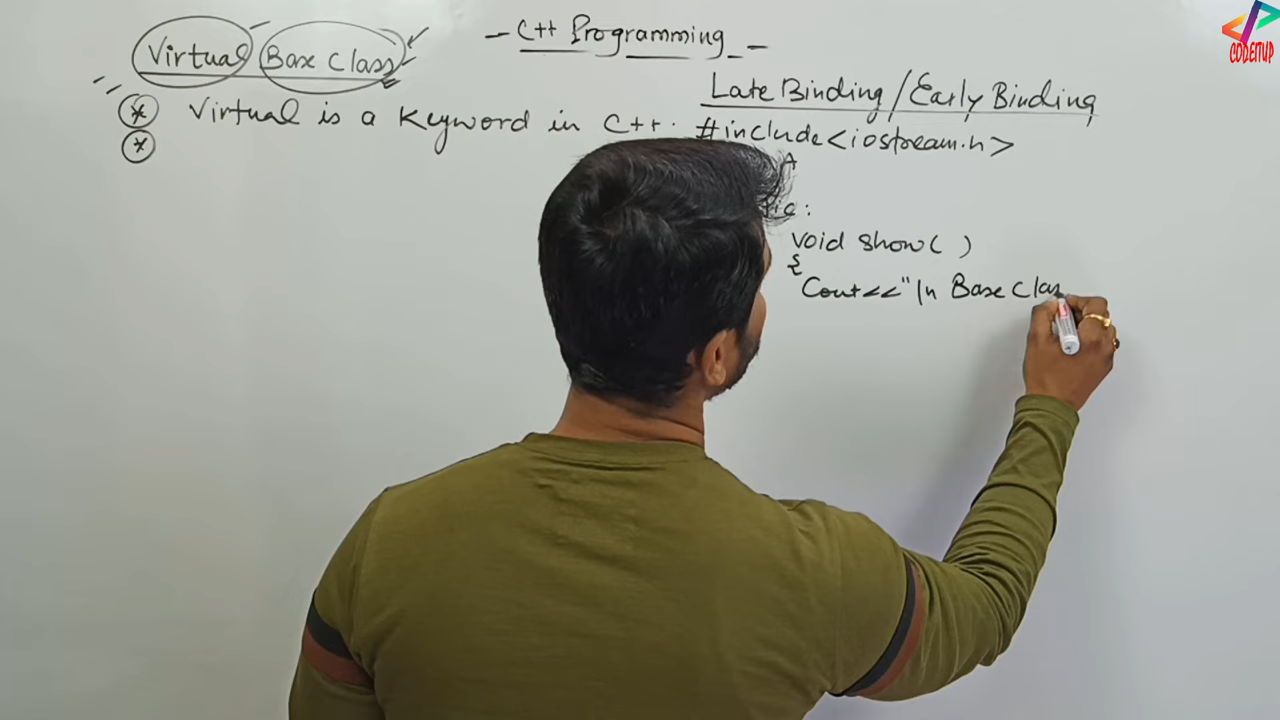 - C++ Programming -
Virtual Base Class
* Virtual is a Keyword in C++.
*
Late Binding / Early Binding
#include<iostream.h>
A
void show( )
{
Cout<<"In Base Clas
CODEITUP